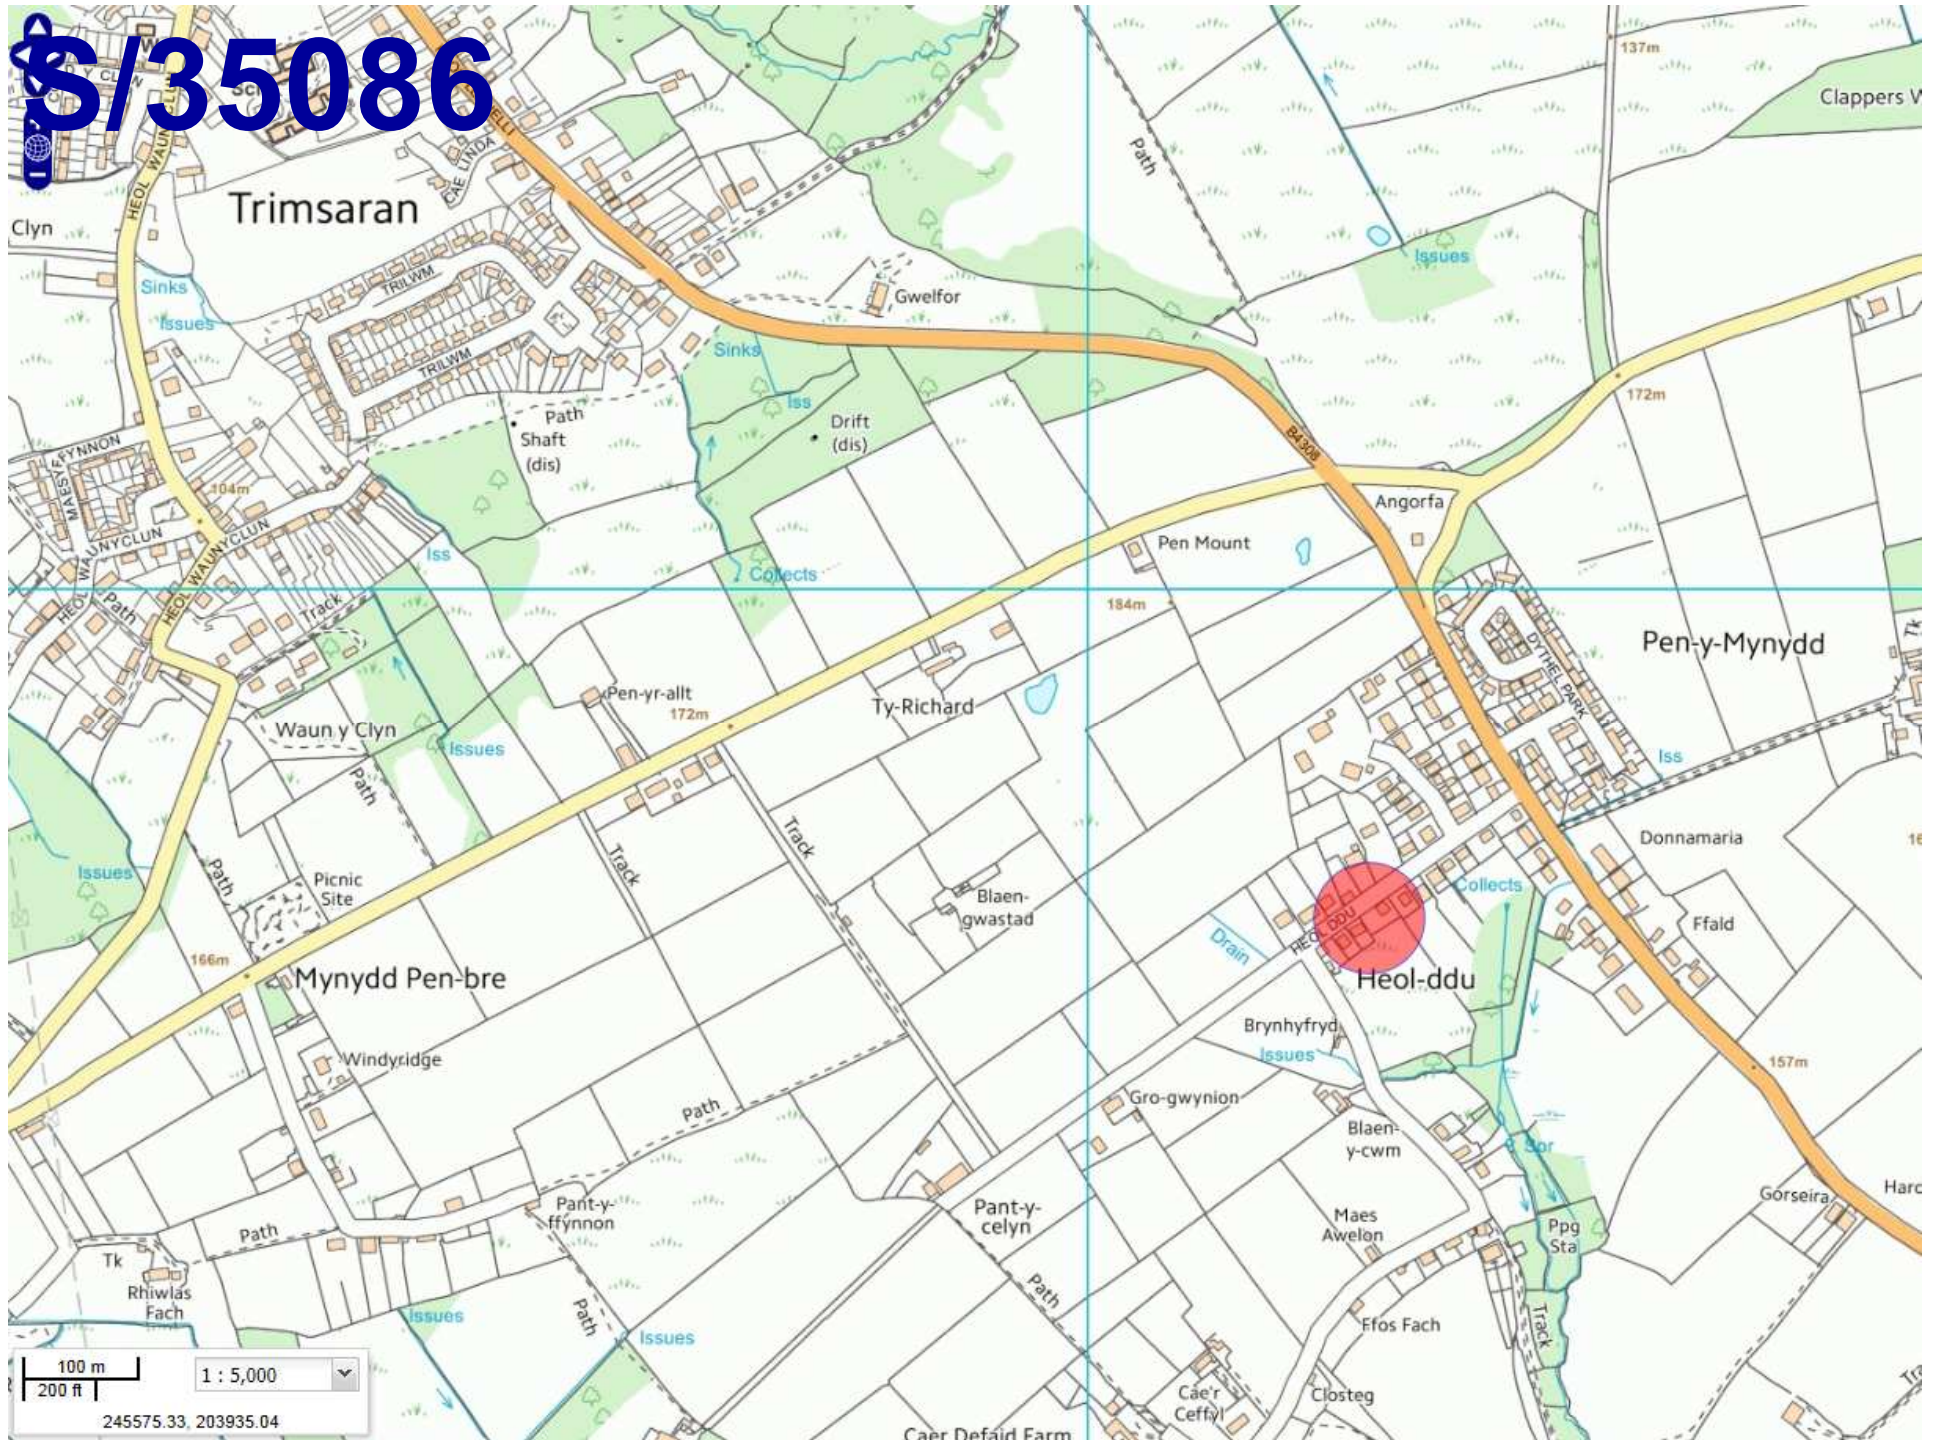 S/35086
137m
Clappers W
Path
HEOL WAUN
CAE LINDA
Trimsaran
Clyn
Issues
Sinks
TRILWM
Gwelfor
Issues
Sinks
TRILWM
172m
Iss
Path
Drift
(dis)
Shaft
(dis)
B4308
MAESYFFYNNON
104m
Angorfa
HEOL WAUNYCLUN
HEOL WAUNYCLUN
HEOL WAUNYCLUN
Iss
Pen Mount
Collects
Path
Track
184m
Pen-y-Mynydd
Tk
DYTHEL PARK
Pen-yr-allt
172m
Ty-Richard
Waun y Clyn
Issues
Iss
Path
Track
Track
Donnamaria
Issues
Path
Picnic
Site
Blaen-
gwastad
Collects
HEOL DDU
Ffald
Drain
166m
Mynydd Pen-bre
Heol-ddu
Brynhyfryd
Issues
Windyridge
157m
Gro-gwynion
Path
Blaen-
y-cwm
Spr
Gorseira
Pant-y-
ffynnon
Pant-y-
celyn
Maes
Awelon
Ppg
Sta
Path
Tk
Rhiwlas
Fach
Path
Path
Issues
Issues
Ffos Fach
Track
100 m
200 ft
1 : 5,000
245575.33, 203935.04
Cae'r
Ceffyl
Closteg
Caer Defaid Farm